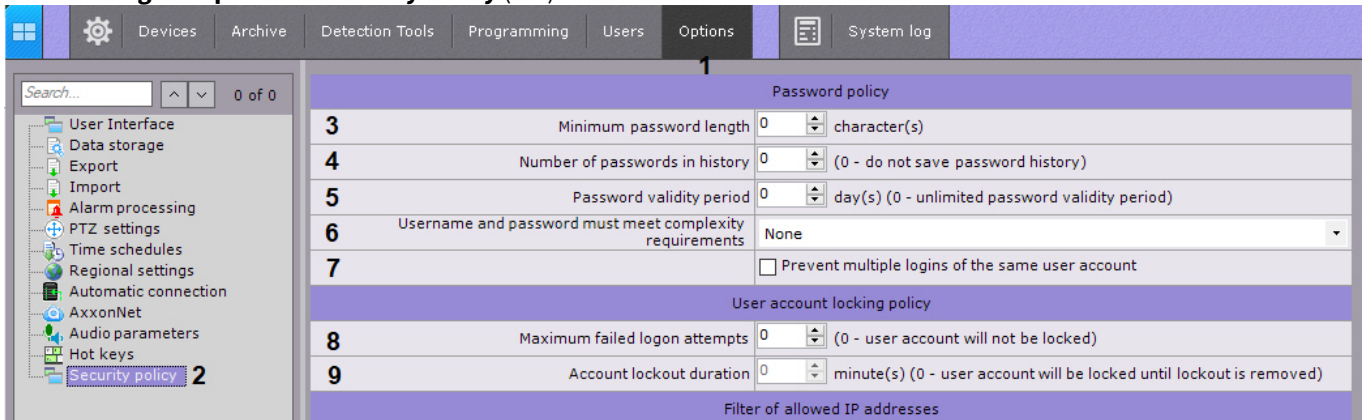 Devices Archive Detection Tools Programming Users Options System log
1
Search... 0 of 0
User Interface
Data storage
Export
Import
Alarm processing
PTZ settings
Time schedules
Regional settings
Automatic connection
AxxonNet
Audio parameters
Hot keys
Security policy 2
Password policy
3 Minimum password length 0 character(s)
4 Number of passwords in history 0 (0 - do not save password history)
5 Password validity period 0 day(s) (0 - unlimited password validity period)
6 Username and password must meet complexity
requirements None
7 Prevent multiple logins of the same user account
User account locking policy
8 Maximum failed logon attempts 0 (0 - user account will not be locked)
9 Account lockout duration 0 minute(s) (0 - user account will be locked until lockout is removed)
Filter of allowed IP addresses